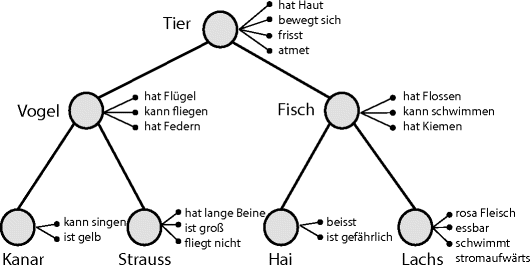 Tier
hat Haut
bewegt sich
frisst
atmet
Vogel
hat Flügel
kann fliegen
hat Federn
Fisch
hat Flossen
kann schwimmen
hat Kiemen
Kanar
kann singen
ist gelb
Strauss
hat lange Beine
ist groß
fliegt nicht
Hai
beisst
ist gefährlich
Lachs
rosa Fleisch
essbar
schwimmt
stromaufwärts